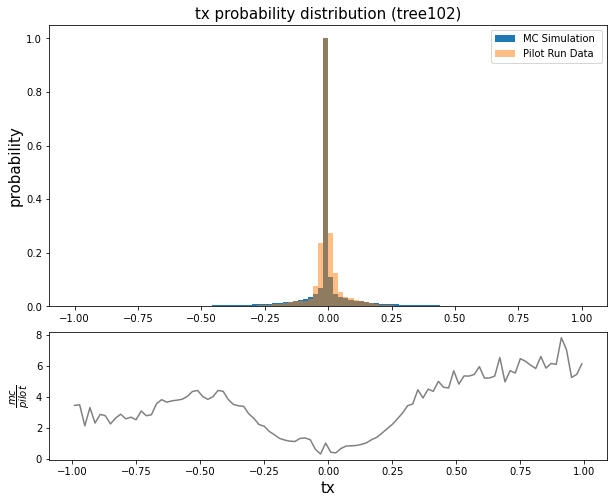 tx probability distribution (tree102)
MC Simulation
Pilot Run Data
probability
1.0
0.8
0.6
0.4
0.2
0.0
−1.00 −0.75 −0.50 −0.25 0.00 0.25 0.50 0.75 1.00
mc
pilot
8
6
4
2
0
−1.00 −0.75 −0.50 −0.25 0.00 0.25 0.50 0.75 1.00
tx